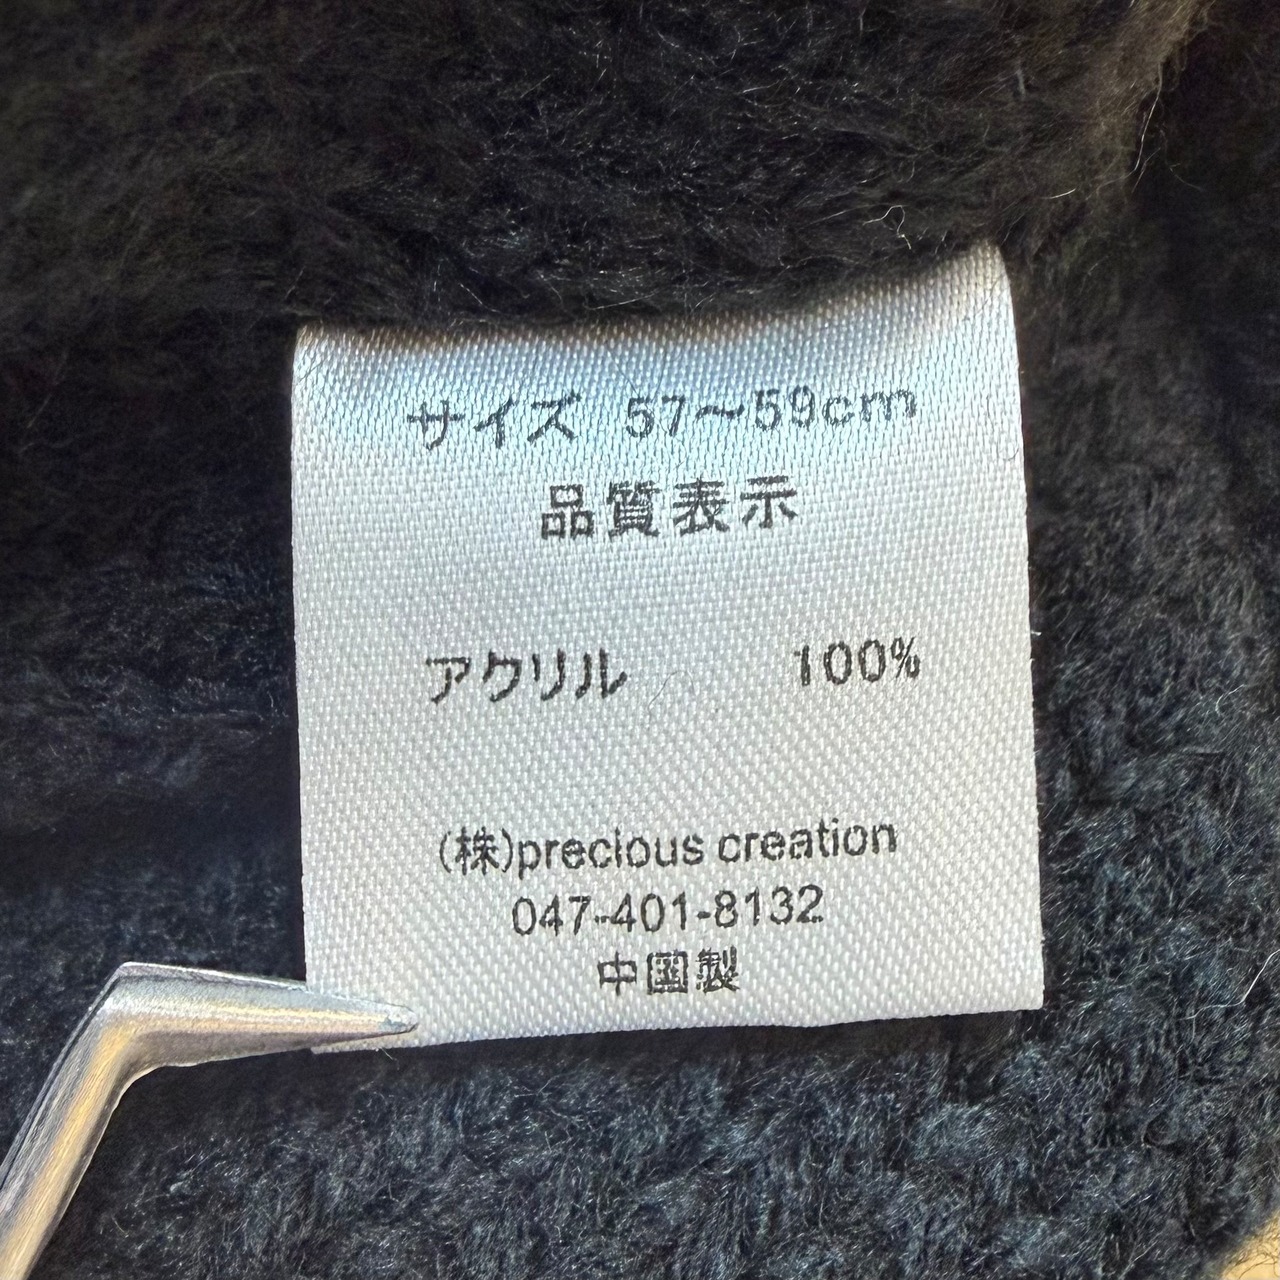 サイズ 57～59cm
品質表示
アクリル 100%
(株)precious creation
047-401-8132
中国製